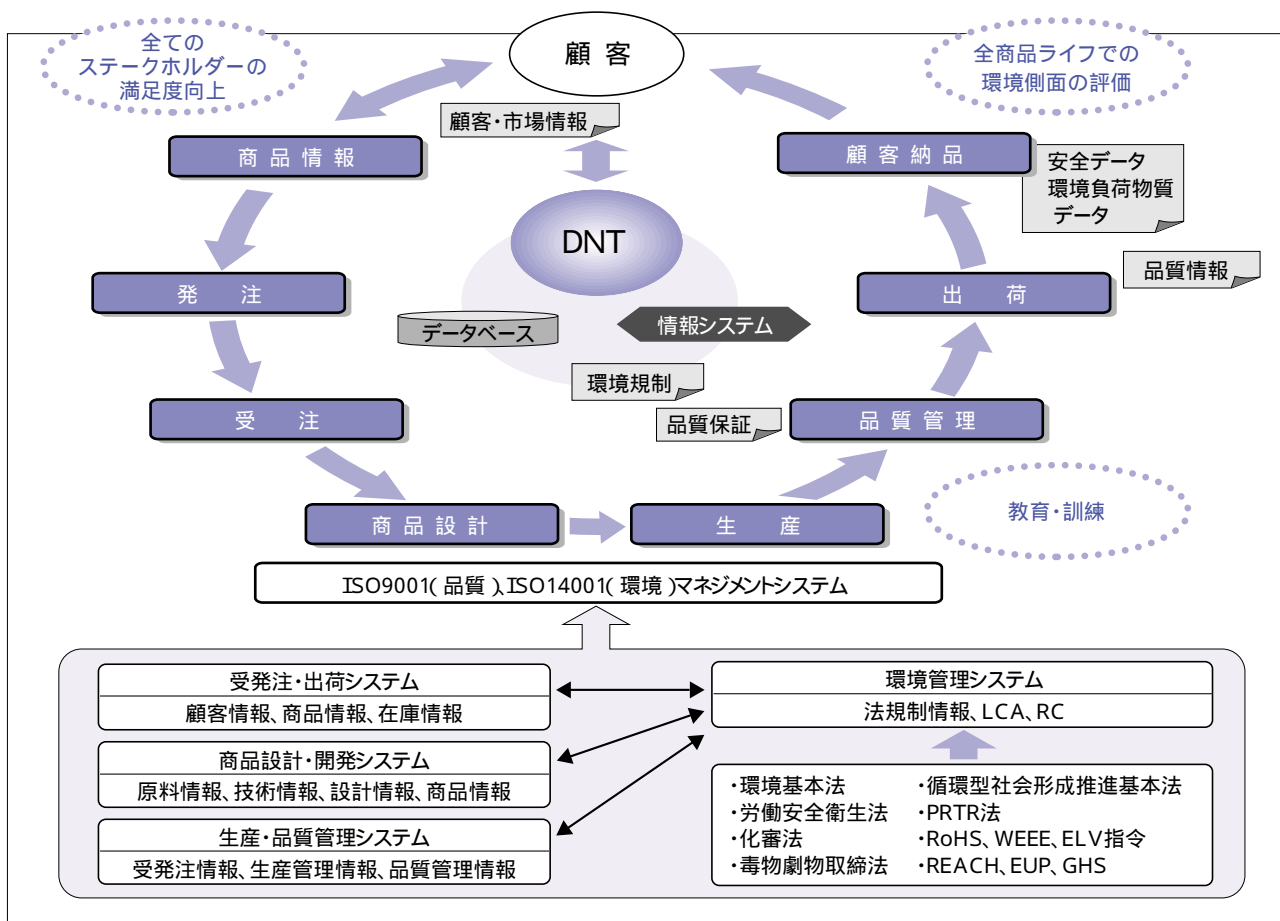 全ての
ステークホルダーの
満足度向上
顧客
全商品ライフでの
環境側面の評価
顧客・市場情報
商品情報
顧客納品
安全データ
環境負荷物質
データ
DNT
品質情報
発注
出荷
データベース
情報システム
環境規制
受注
品質保証
品質管理
商品設計
生産
教育・訓練
ISO9001(品質)、ISO14001(環境)マネジメントシステム
受発注・出荷システム
顧客情報、商品情報、在庫情報
商品設計・開発システム
原料情報、技術情報、設計情報、商品情報
生産・品質管理システム
受発注情報、生産管理情報、品質管理情報
環境管理システム
法規制情報、LCA、RC
・環境基本法
・労働安全衛生法
・化審法
・毒物劇物取締法
・循環型社会形成推進基本法
・PRTR法
・RoHS、WEEE、ELV指令
・REACH、EUP、GHS